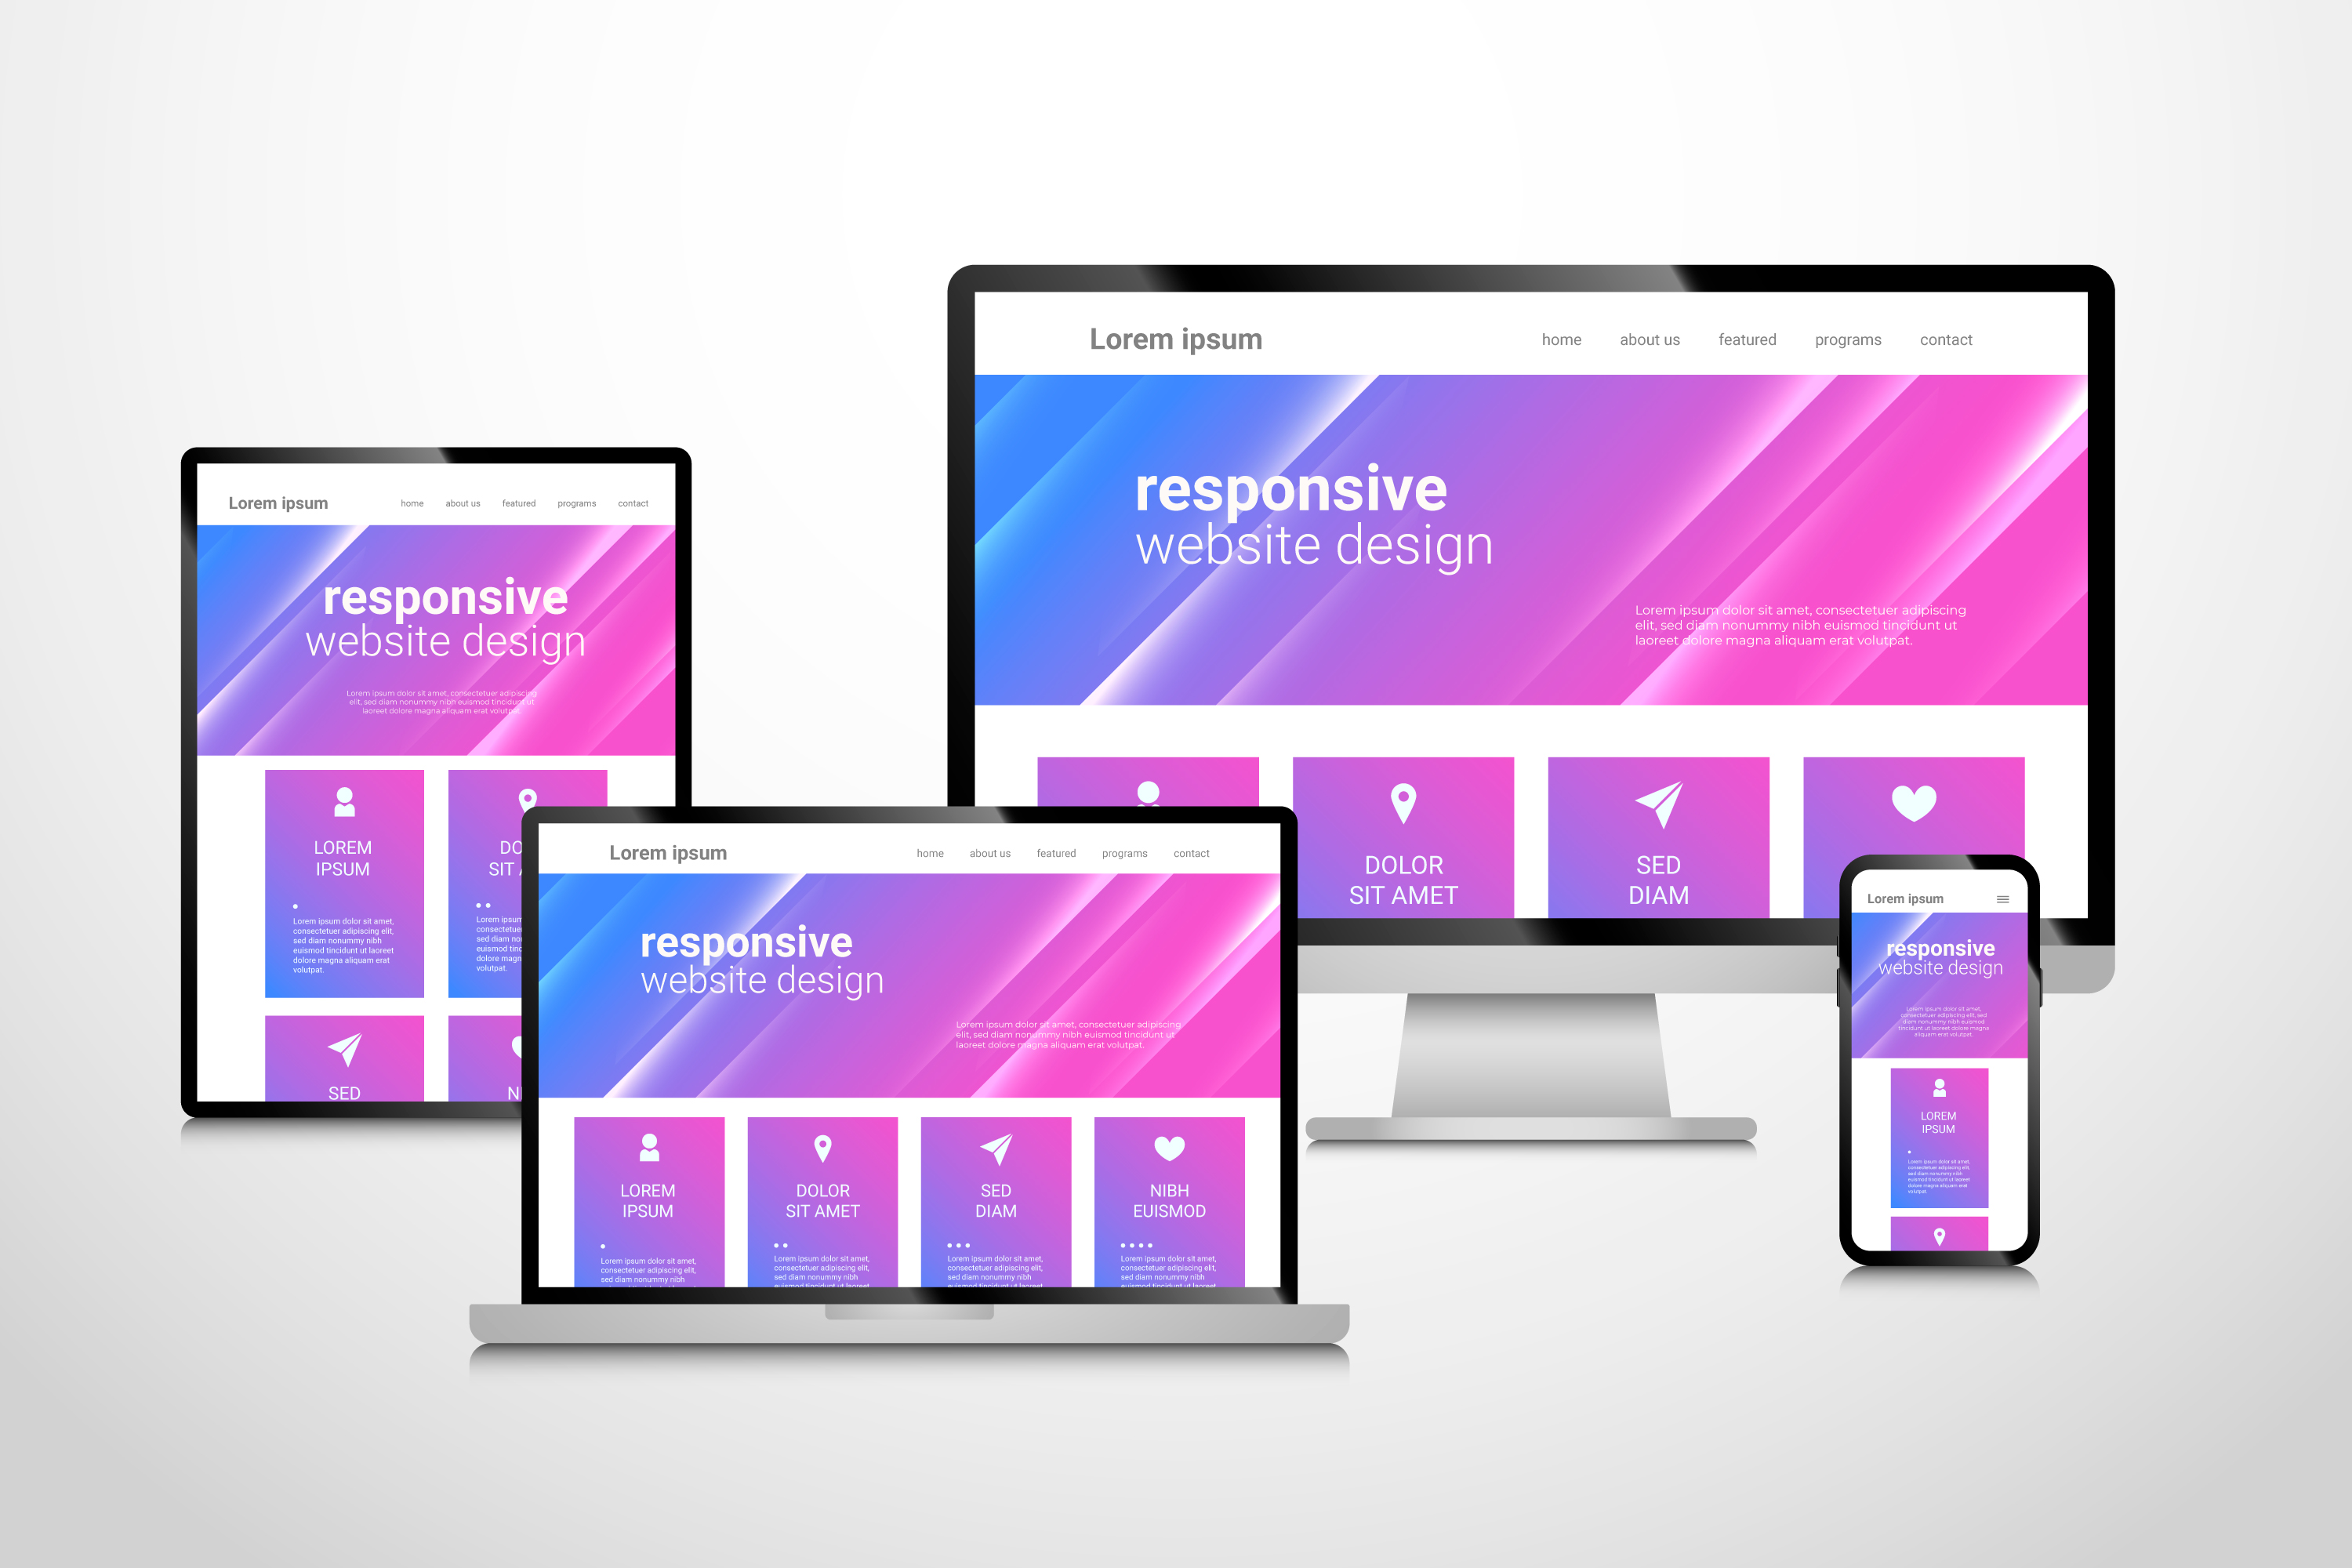 Lorem ipsum
home about us featured programs contact
responsive
website design
Lorem ipsum dolor sit amet, consectetuer adipiscing
elit, sed diam nonummy nibh euismod tincidunt ut
laoreet dolore magna aliquam erat volutpat.
LOREM
IPSUM
Lorem ipsum dolor sit amet,
consectetuer adipiscing elit,
sed diam nonummy nibh
euismod tincidunt ut laoreet
dolore magna aliquam erat
volutpat.
SIT
Lorem ipsum
sed diam
volutpat.
SED
Lorem ipsum
home about us featured programs contact
responsive
website design
Lorem ipsum dolor sit amet, consectetuer adipiscing
elit, sed diam nonummy nibh euismod tincidunt ut
laoreet dolore magna aliquam erat volutpat.
DOLOR
SIT AMET
SED
DIAM
Lorem ipsum
home about us featured programs contact
responsive
website design
Lorem ipsum dolor sit amet, consectetuer adipiscing
elit, sed diam nonummy nibh euismod tincidunt ut
laoreet dolore magna aliquam erat volutpat.
LOREM
IPSUM
Lorem ipsum dolor sit amet,
consectetuer adipiscing elit,
sed diam nonummy nibh
DOLOR
SIT AMET
Lorem ipsum dolor sit amet,
consectetuer adipiscing elit,
sed diam nonummy nibh
euismod tincidunt ut laoreet
SED
DIAM
Lorem ipsum dolor sit amet,
consectetuer adipiscing elit,
sed diam nonummy nibh
euismod tincidunt ut laoreet
NIBH
EUISMOD
Lorem ipsum dolor sit amet,
consectetuer adipiscing elit,
sed diam nonummy nibh
euismod tincidunt ut laoreet
Lorem ipsum
responsive
website design
Lorem ipsum dolor sit amet,
consectetuer adipiscing elit, sed
diam nonummy nibh euismod
tincidunt ut laoreet dolore magna
aliquam erat volutpat.
LOREM
IPSUM
Lorem ipsum dolor sit amet,
consectetuer adipiscing elit,
sed diam nonummy nibh
euismod tincidunt ut laoreet
dolore magna aliquam erat
volutpat.